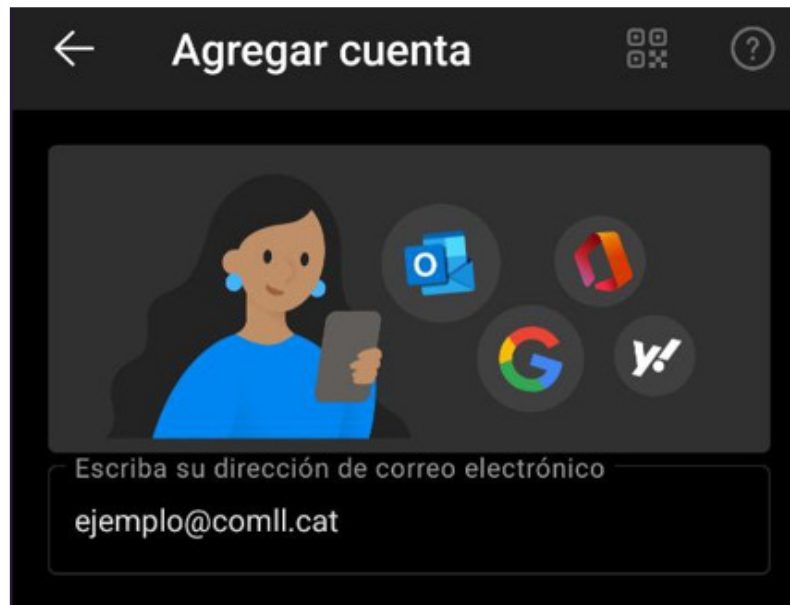 Agregar cuenta
Escriba su dirección de correo electrónico
ejemplo@comll.cat